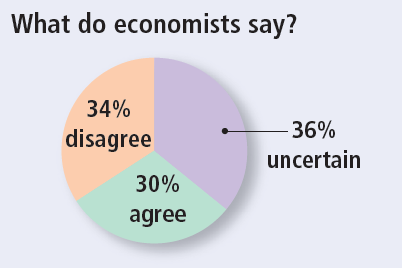 What do economists say?
34%
disagree
36%
uncertain
30%
agree